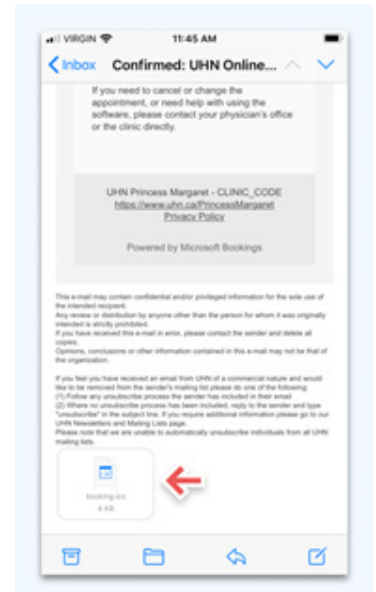 VIRGIN 11:45 AM
Inbox Confirmed: UHN Online...
If you need to cancel or change the
appointment, or need help with using the
software, please contact your physician's office
or the clinic directly.
UHN Princess Margaret - CLINIC_CODE
https://www.uhn.ca/PrincessMargaret
Privacy Policy
Powered by Microsoft Bookings
This e-mail may contain confidential and/or privileged information for the sole use of
the intended recipient.
Any review or distribution by anyone other than the person for whom it was originally
intended is strictly prohibited.
If you have received this e-mail in error, please contact the sender and delete all
copies.
Opinions, conclusions or other information contained in this e-mail may not be that of
the organization.
If you feel you have received an email from UHN of a commercial nature and would
like to be removed from the sender's mailing list please do one of the following:
(1) Follow any unsubscribe process the sender has included in their email
(2) Where no unsubscribe process has been included, reply to the sender and type
"unsubscribe" in the subject line. If you require additional information please go to our
UHN Newsletters and Mailing Lists page.
Please note that we are unable to automatically unsubscribe individuals from all UHN
mailing lists.
booking.ics
4 KB